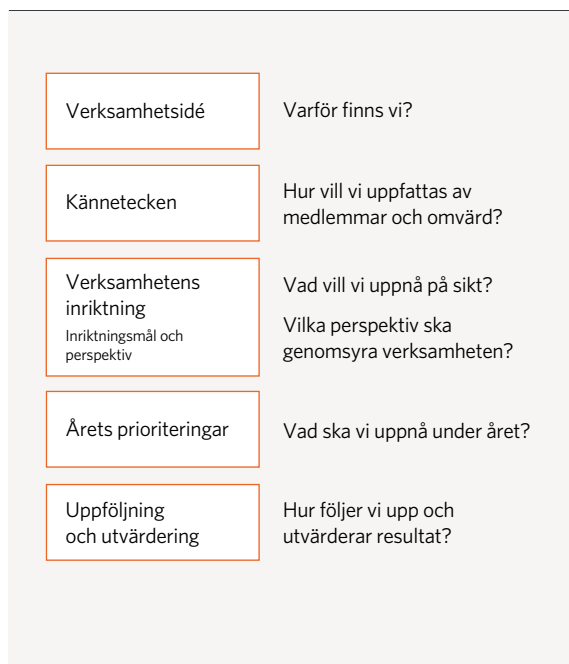 Verksamhetsidé
Varför finns vi?
Kännetecken
Hur vill vi uppfattas av
medlemmar och omvärd?
Verksamhetens
inriktning
Inriktningsmål och
perspektiv
Vad vill vi uppnå på sikt?
Vilka perspektiv ska
genomsyra verksamheten?
Årets prioriteringar
Vad ska vi uppnå under året?
Uppföljning
och utvärdering
Hur följer vi upp och
utvärderar resultat?